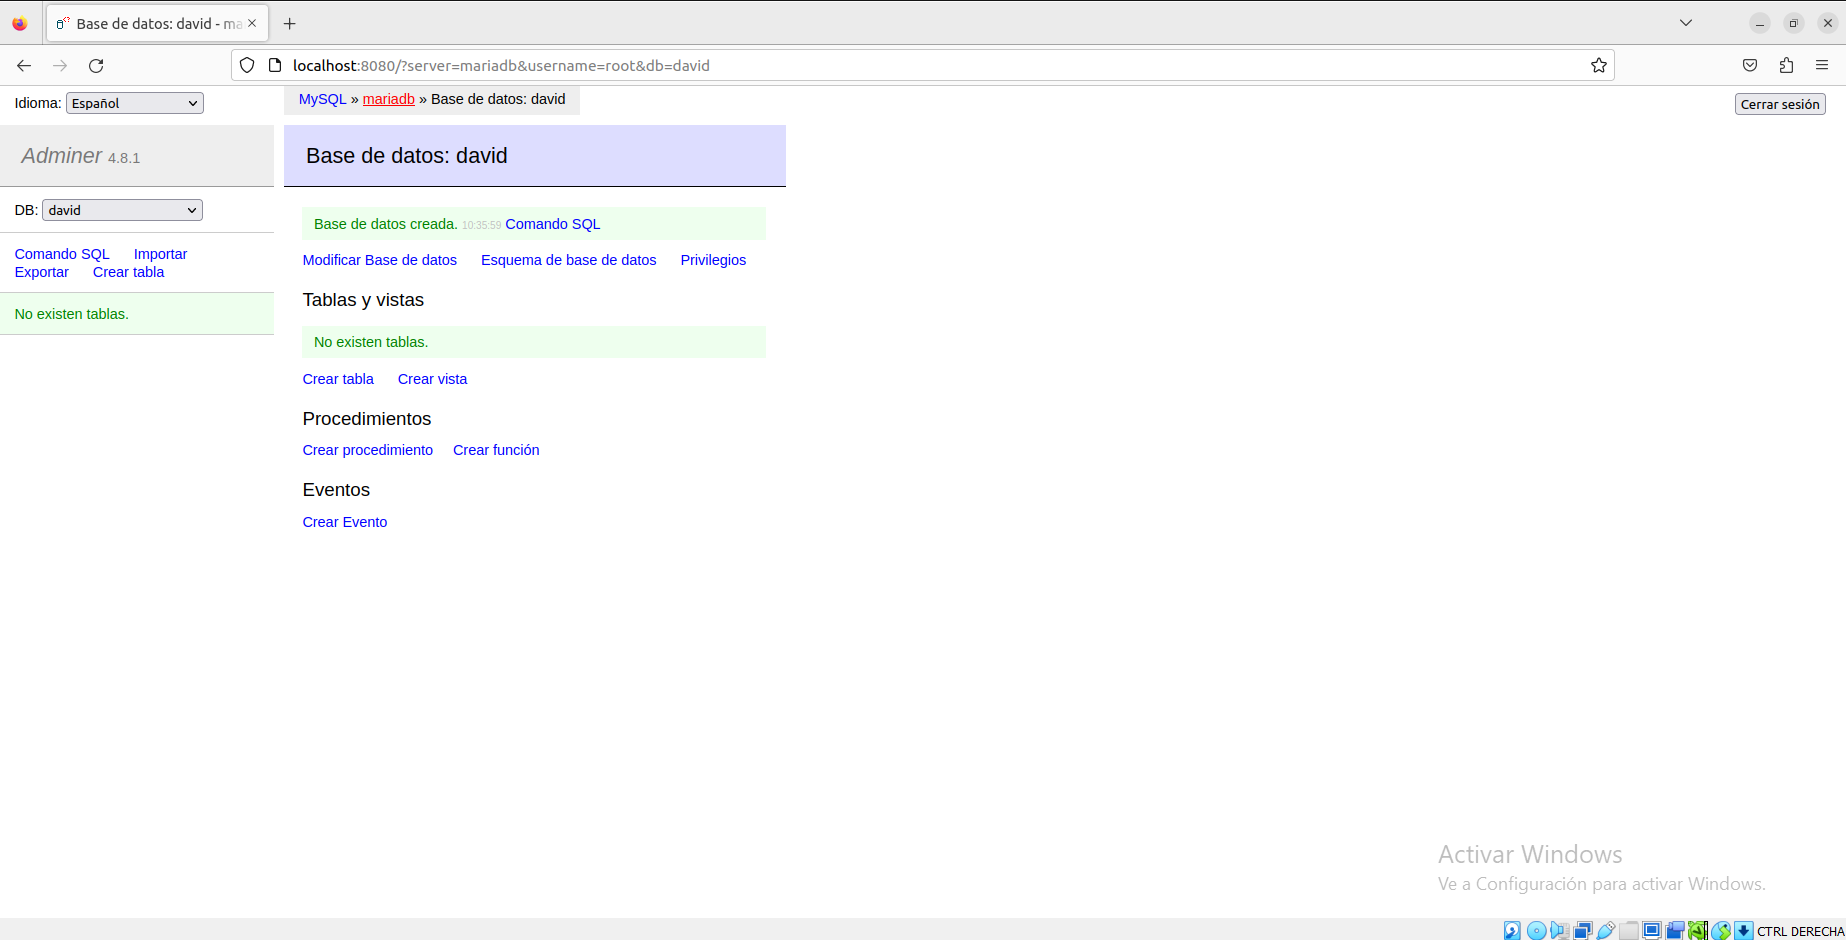 Base de datos: david - ma
localhost:8080/?server=mariadb&username=root&db=david
Idioma: Español
MySQL » mariadb » Base de datos: david
Cerrar sesión
Adminer 4.8.1
Base de datos: david
DB: david
Base de datos creada. 10:35:59 Comando SQL
Comando SQL Importar
Exportar Crear tabla
No existen tablas.
Modificar Base de datos Esquema de base de datos Privilegios
Tablas y vistas
No existen tablas.
Crear tabla Crear vista
Procedimientos
Crear procedimiento Crear función
Eventos
Crear Evento
Activar Windows
Ve a Configuración para activar Windows.
CTRL DERECHA